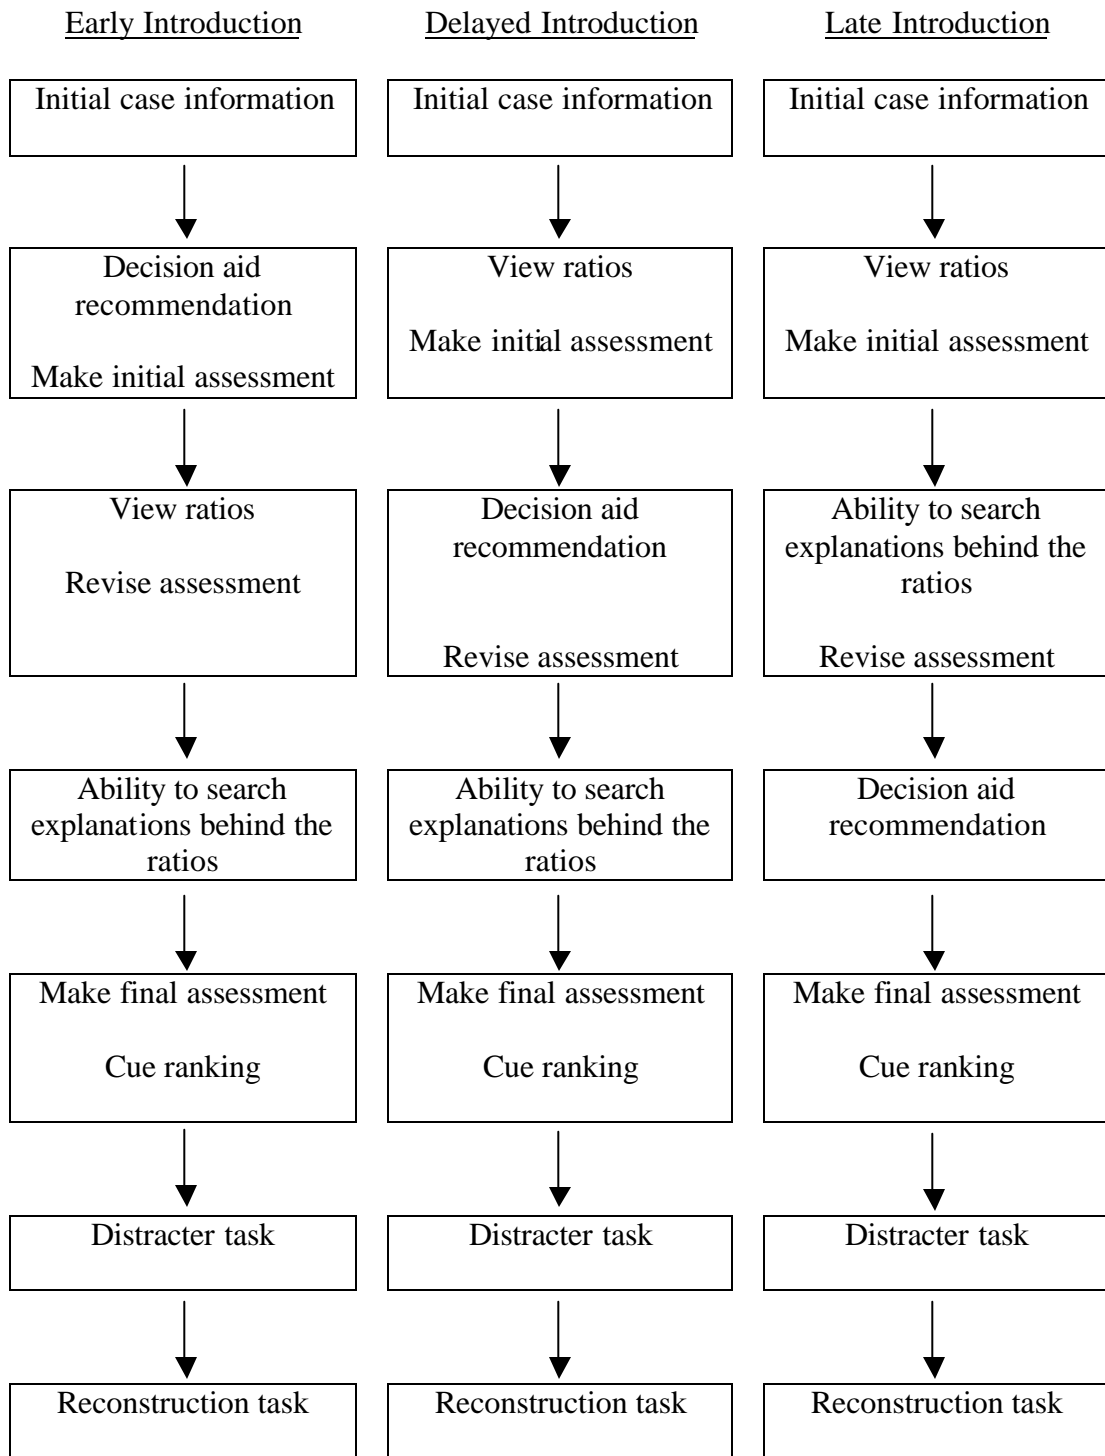 Early Introduction
Delayed Introduction
Late Introduction
Initial case information
Initial case information
Initial case information
Decision aid
recommendation
Make initial assessment
View ratios
Make initial assessment
View ratios
Make initial assessment
View ratios
Revise assessment
Decision aid
recommendation
Revise assessment
Ability to search
explanations behind the
ratios
Revise assessment
Ability to search
explanations behind the
ratios
Ability to search
explanations behind the
ratios
Decision aid
recommendation
Make final assessment
Cue ranking
Make final assessment
Cue ranking
Make final assessment
Cue ranking
Distracter task
Distracter task
Distracter task
Reconstruction task
Reconstruction task
Reconstruction task